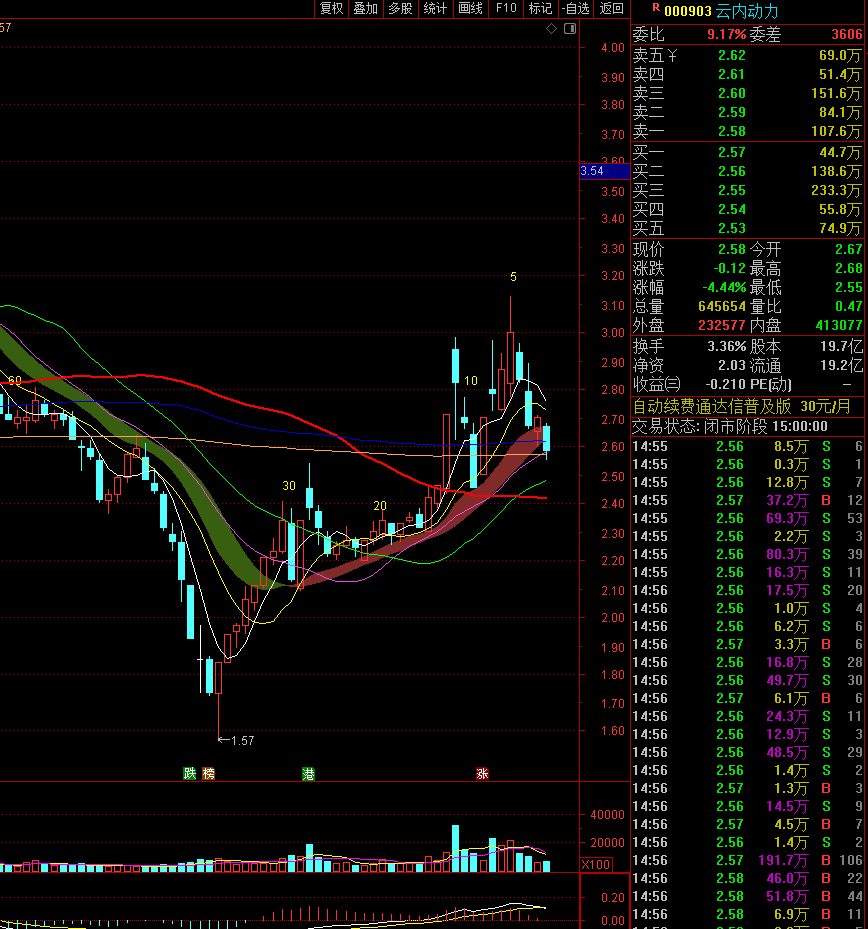 复权 叠加 多股 统计 画线 F10 标记 -自选 返回
R 000903 云内动力
57
委比 9.17% 委差 3606
卖五 ¥ 2.62 69.0万
卖四 2.61 51.4万
卖三 2.60 151.6万
卖二 2.59 84.1万
卖一 2.58 107.6万
买一 2.57 44.7万
买二 2.56 138.6万
买三 2.55 233.3万
买四 2.54 55.8万
买五 2.53 74.9万
现价 2.58 今开 2.67
涨跌 -0.12 最高 2.68
涨幅 -4.44% 最低 2.55
总量 645654 量比 0.47
外盘 232577 内盘 413077
换手 3.36% 股本 19.7亿
净资 2.03 流通 19.2亿
收益㈢ -0.210 PE(动) –
自动续费通达信普及版 30元/月
交易状态: 闭市阶段 15:00:00
14:55 2.56 8.5万 S 6
14:55 2.56 0.3万 S 1
14:55 2.56 12.8万 S 7
14:55 2.57 37.2万 B 12
14:55 2.56 69.3万 S 53
14:55 2.56 2.2万 S 3
14:55 2.56 80.3万 S 39
14:55 2.56 16.3万 S 11
14:56 2.56 17.5万 S 20
14:56 2.56 1.0万 S 4
14:56 2.56 6.2万 S 6
14:56 2.57 3.3万 B 6
14:56 2.56 16.8万 S 28
14:56 2.56 49.7万 S 30
14:56 2.57 6.1万 B 6
14:56 2.56 24.3万 S 11
14:56 2.56 12.9万 S 3
14:56 2.56 48.5万 S 29
14:56 2.56 1.4万 S 2
14:56 2.57 1.3万 B 3
14:56 2.56 14.5万 S 9
14:56 2.57 4.5万 B 7
14:56 2.56 1.4万 S 2
14:56 2.57 191.7万 B 106
14:56 2.58 46.0万 B 22
14:56 2.58 51.8万 B 44
14:56 2.58 6.9万 B 11
4.00
3.90
3.80
3.70
3.60
3.54
3.50
3.40
3.30
3.20
3.10
3.00
2.90
2.80
2.70
2.60
2.50
2.40
2.30
2.20
2.10
2.00
1.90
1.80
1.70
1.60
5
10
60
30
20
1.57
跌 榜 港 涨
40000
20000
X100
0.20
0.00